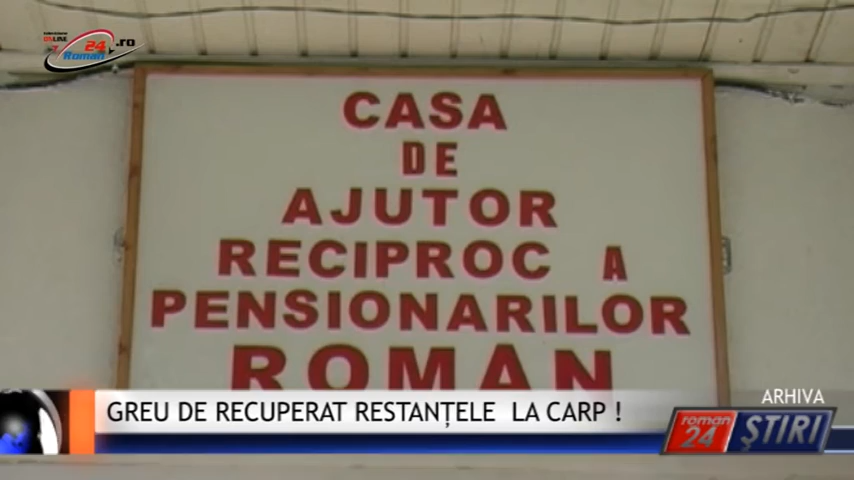 24.ro
Roman
CASA
DE
AJUTOR
RECIPROC A
PENSIONARILOR
ROMAN
GREU DE RECUPERAT RESTANȚELE LA CARP !
ARHIVA
roman
24
ȘTIRI